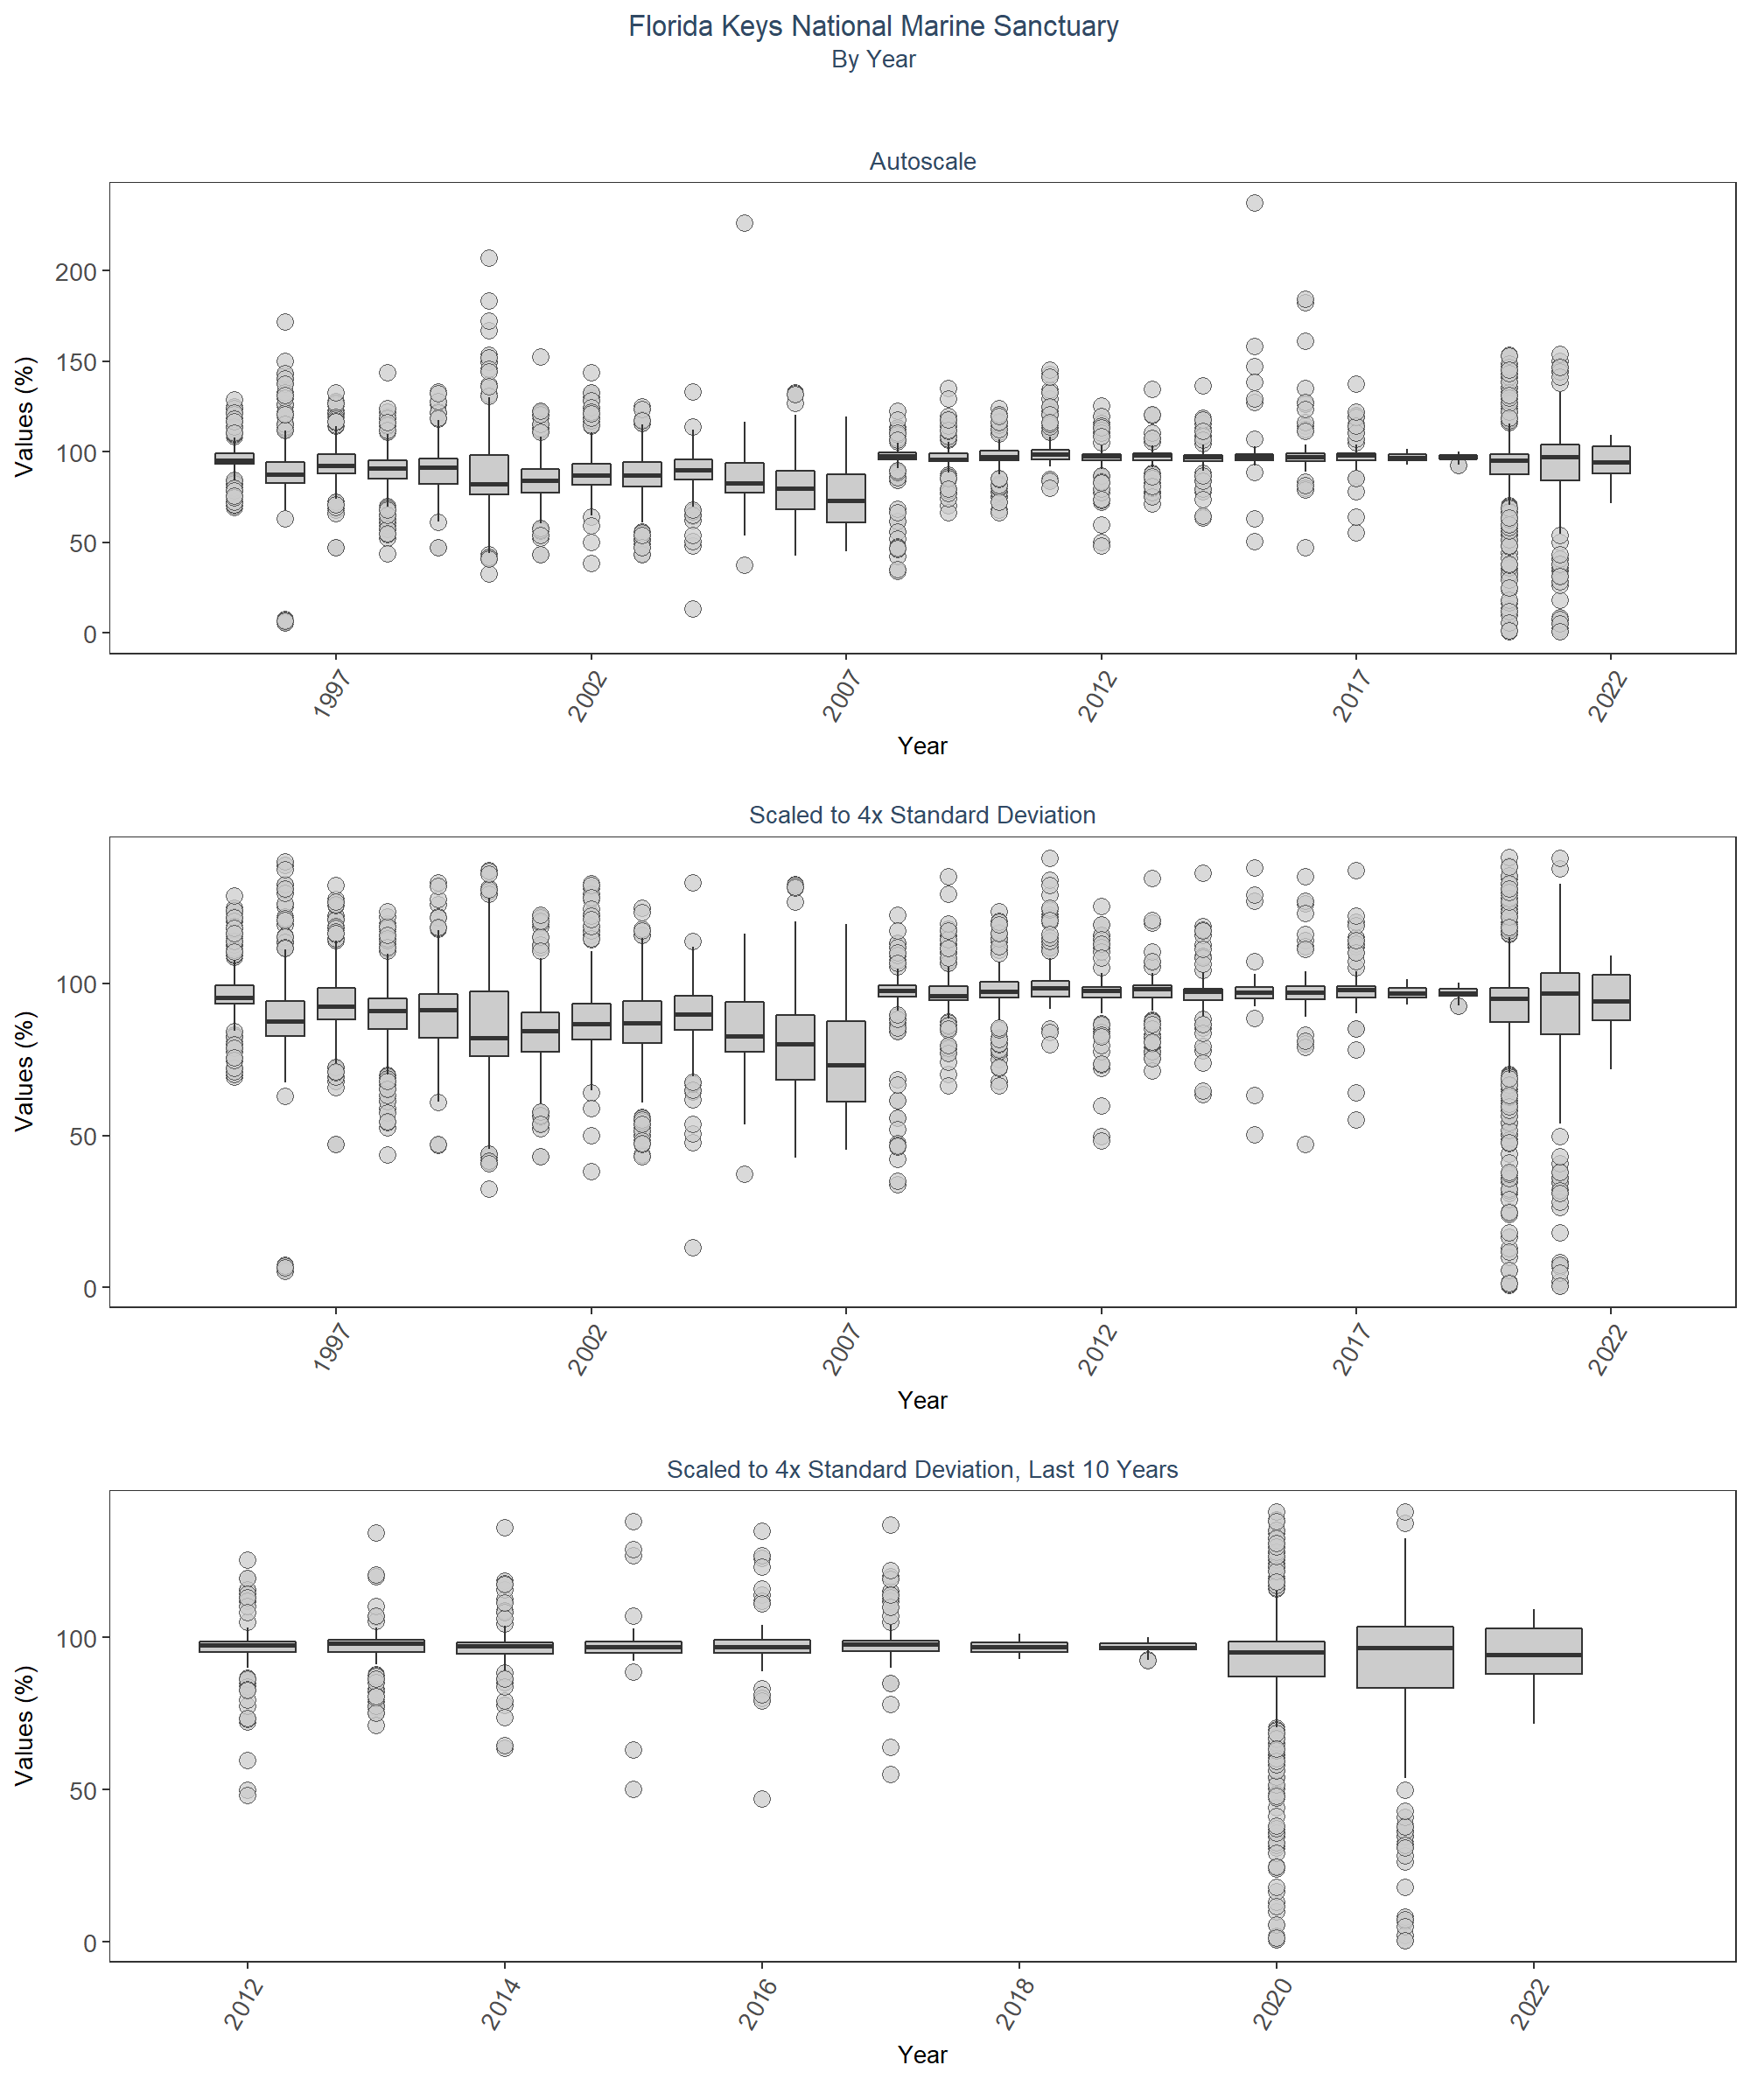 Florida Keys National Marine Sanctuary
By Year
Autoscale
Values (%)
200
150
100
50
0
1997
2002
2007
2012
2017
2022
Year
Scaled to 4x Standard Deviation
Values (%)
100
50
0
1997
2002
2007
2012
2017
2022
Year
Scaled to 4x Standard Deviation, Last 10 Years
Values (%)
100
50
0
2012
2014
2016
2018
2020
2022
Year